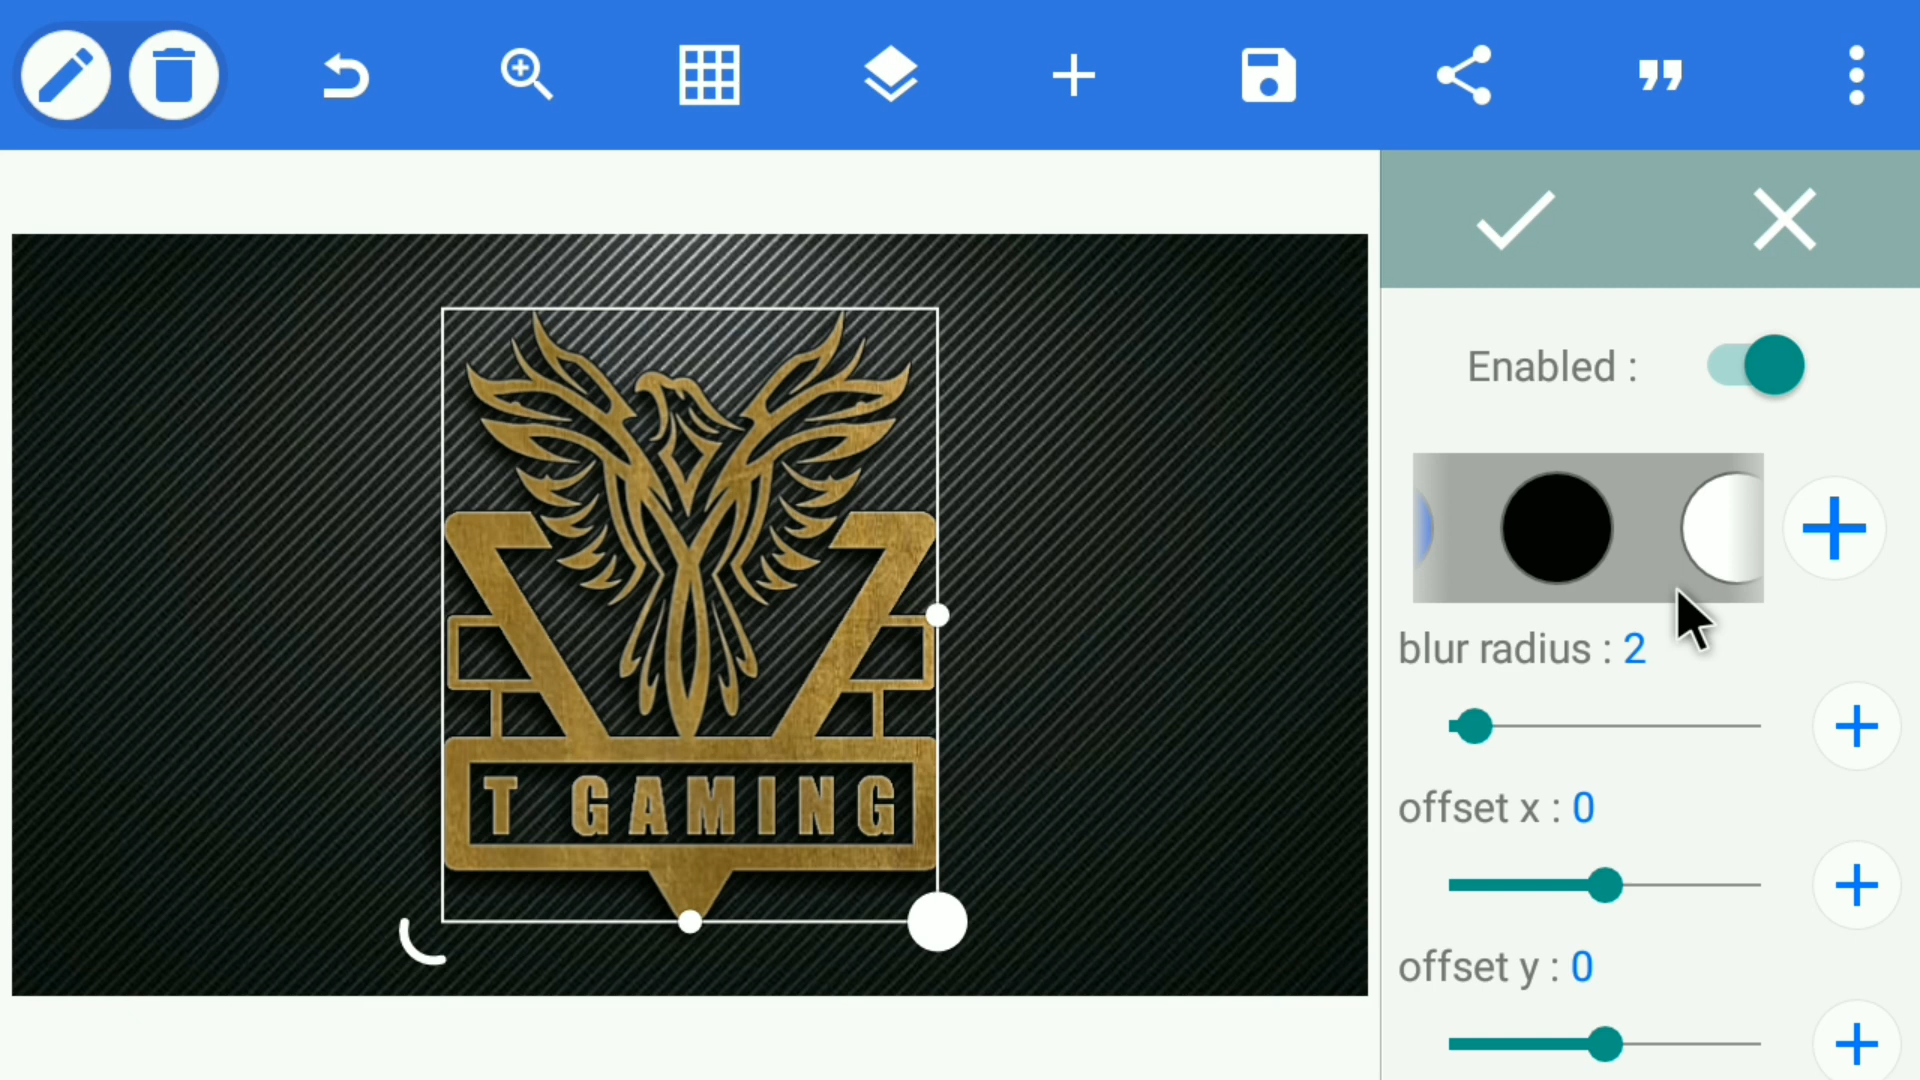 Enabled :
blur radius : 2
offset x : 0
offset y : 0
T GAMING